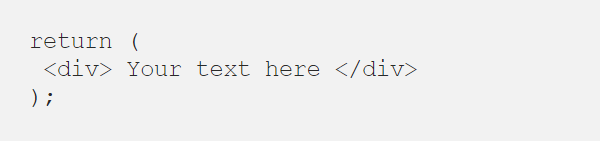 return (
 <div> Your text here </div>
);